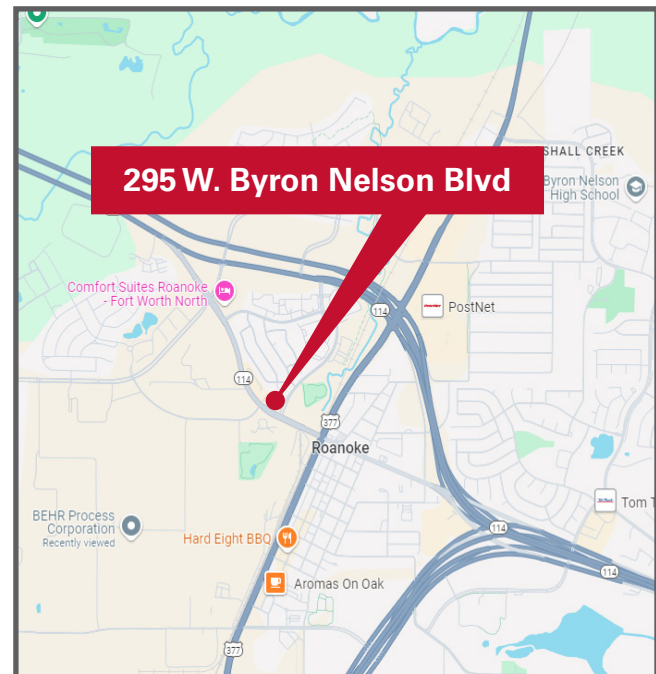 SHALL CREEK
295 W. Byron Nelson Blvd
Byron Nelson
High School
Comfort Suites Roanoke
- Fort Worth North
PostNet
114
114
377
Roanoke
BEHR Process
Corporation
Recently viewed
Hard Eight BBQ
114
Tom T
Aromas On Oak
114
377